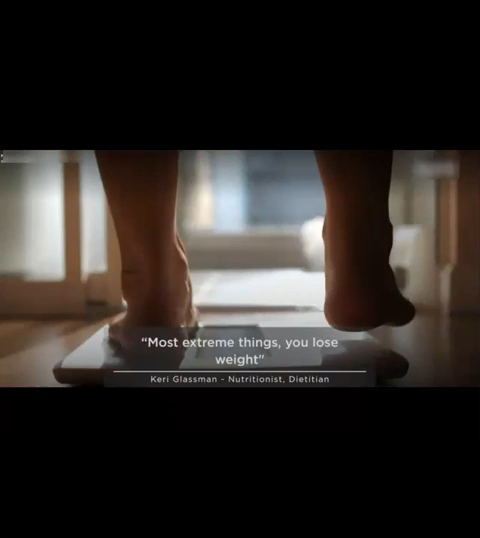 “Most extreme things, you lose
weight"
Keri Glassman - Nutritionist, Dietitian